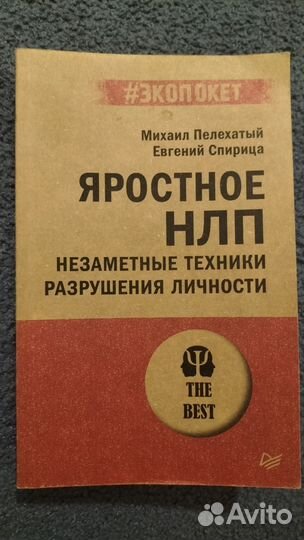 #ЭКОПОКЕТ
Михаил Пелехатый
Евгений Спирица
ЯРОСТНОЕ
НЛП
НЕЗАМЕТНЫЕ ТЕХНИКИ
РАЗРУШЕНИЯ ЛИЧНОСТИ
Ψ
THE
BEST
Avito